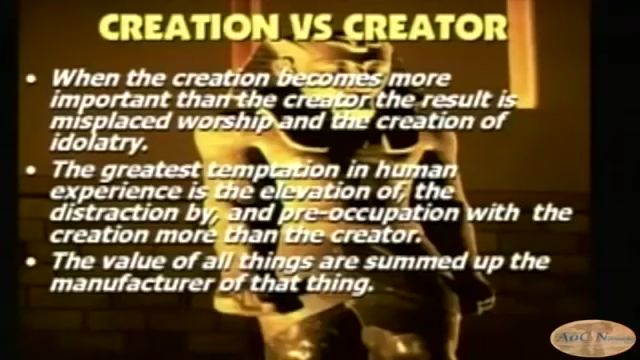 CREATION VS CREATOR
• When the creation becomes more
important than the creator the result is
misplaced worship and the creation of
idolatry.
• The greatest temptation in human
experience is the elevation of, the
distraction by, and pre-occupation with the
creation more than the creator.
• The value of all things are summed up the
manufacturer of that thing.
AoC